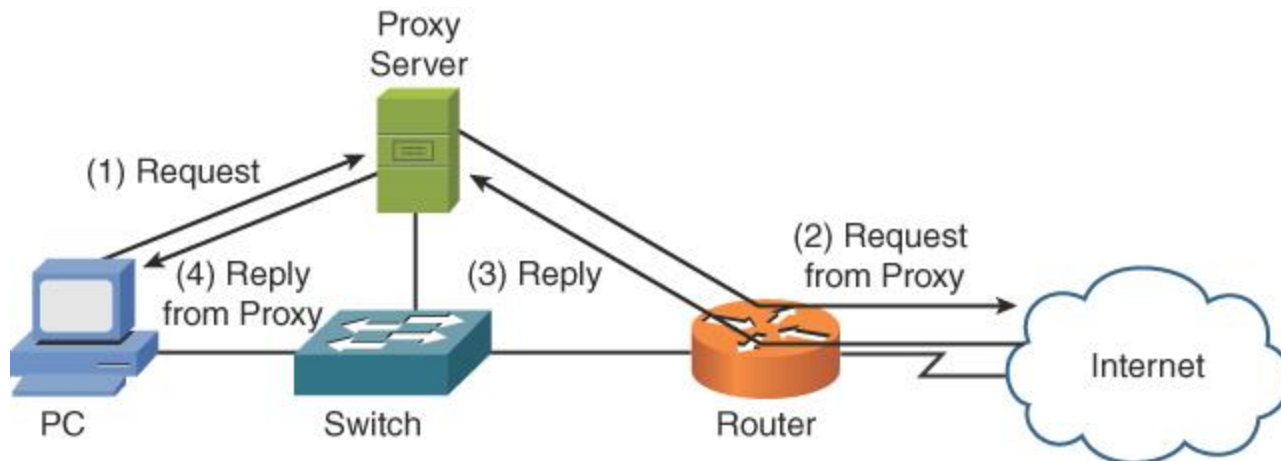 Proxy
Server
(1) Request
(2) Request
from Proxy
(4) Reply
from Proxy
(3) Reply
Internet
PC
Switch
Router